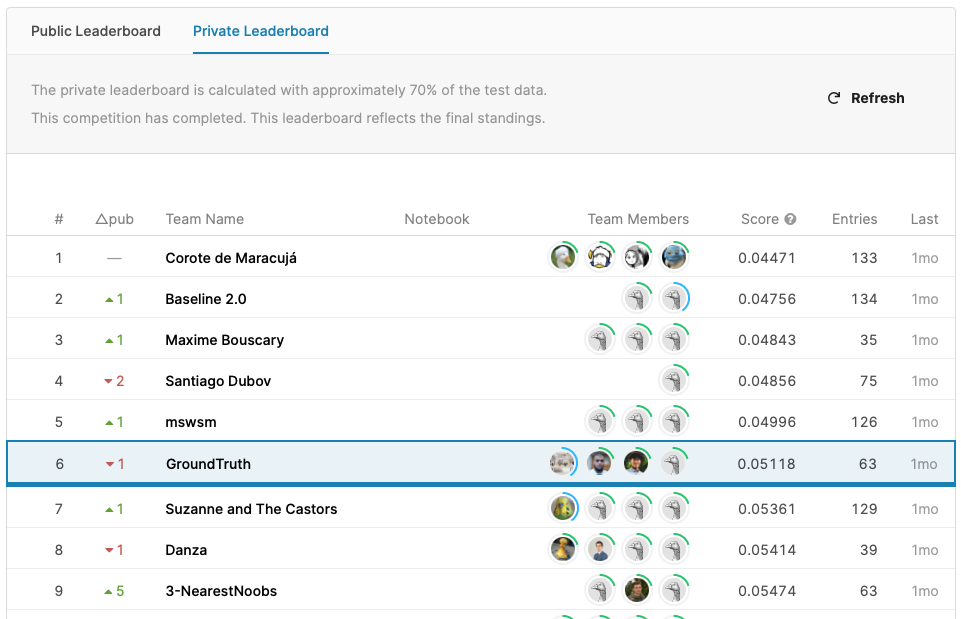 Public Leaderboard Private Leaderboard
The private leaderboard is calculated with approximately 70% of the test data.
This competition has completed. This leaderboard reflects the final standings.
Refresh
# △pub Team Name Notebook Team Members Score ? Entries Last
1 — Corote de Maracujá 0.04471 133 1mo
2 ▲1 Baseline 2.0 0.04756 134 1mo
3 ▲1 Maxime Bouscary 0.04843 35 1mo
4 ▼2 Santiago Dubov 0.04856 75 1mo
5 ▲1 mswsm 0.04996 126 1mo
6 ▼1 GroundTruth 0.05118 63 1mo
7 ▲1 Suzanne and The Castors 0.05361 129 1mo
8 ▼1 Danza 0.05414 39 1mo
9 ▲5 3-NearestNoobs 0.05474 63 1mo